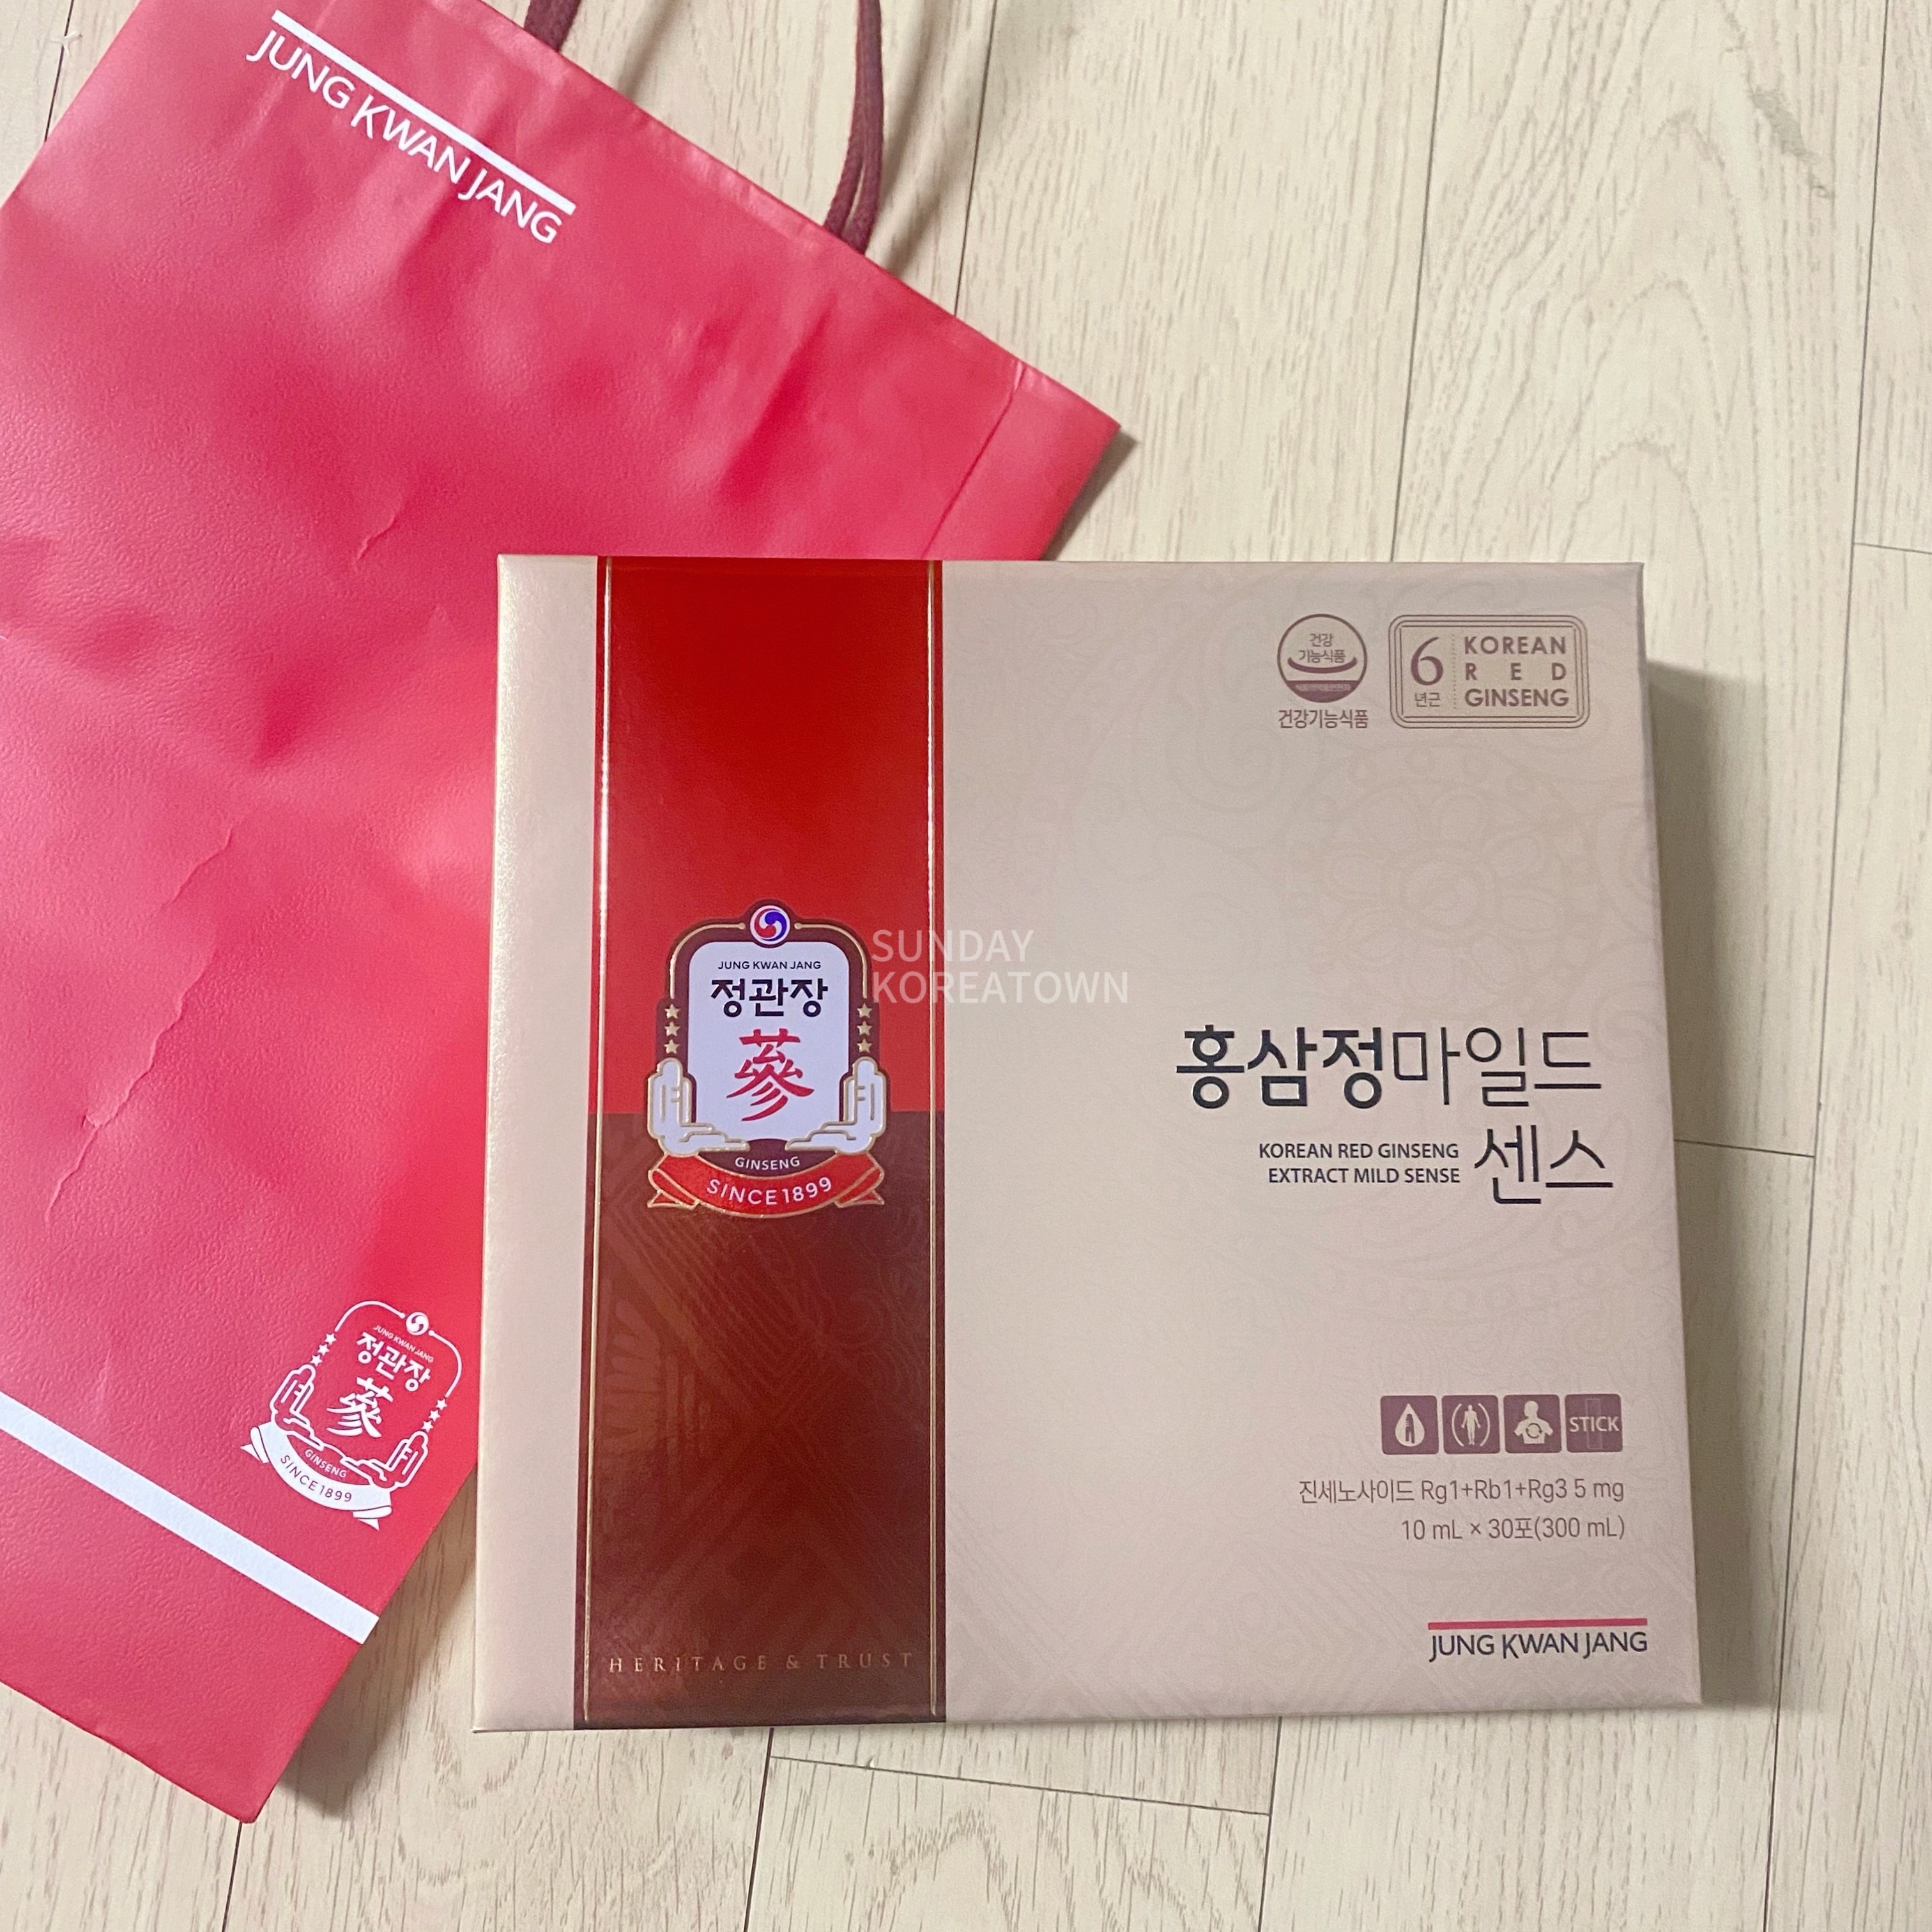 JUNG KWAN JANG
건강
기능식품
건강기능식품
6
년근
KOREAN
RED
GINSENG
SUNDAY
KOREATOWN
JUNG KWAN JANG
정관장
蔘
GINSENG
SINCE 1899
홍삼정마일드
KOREAN RED GINSENG
EXTRACT MILD SENSE
센스
JUNG KWAN JANG
정관장
蔘
GINSENG
SINCE 1899
STICK
진세노사이드 Rg1+Rb1+Rg3 5 mg
10 mL × 30포(300 mL)
JUNG KWAN JANG
HERITAGE & TRUST